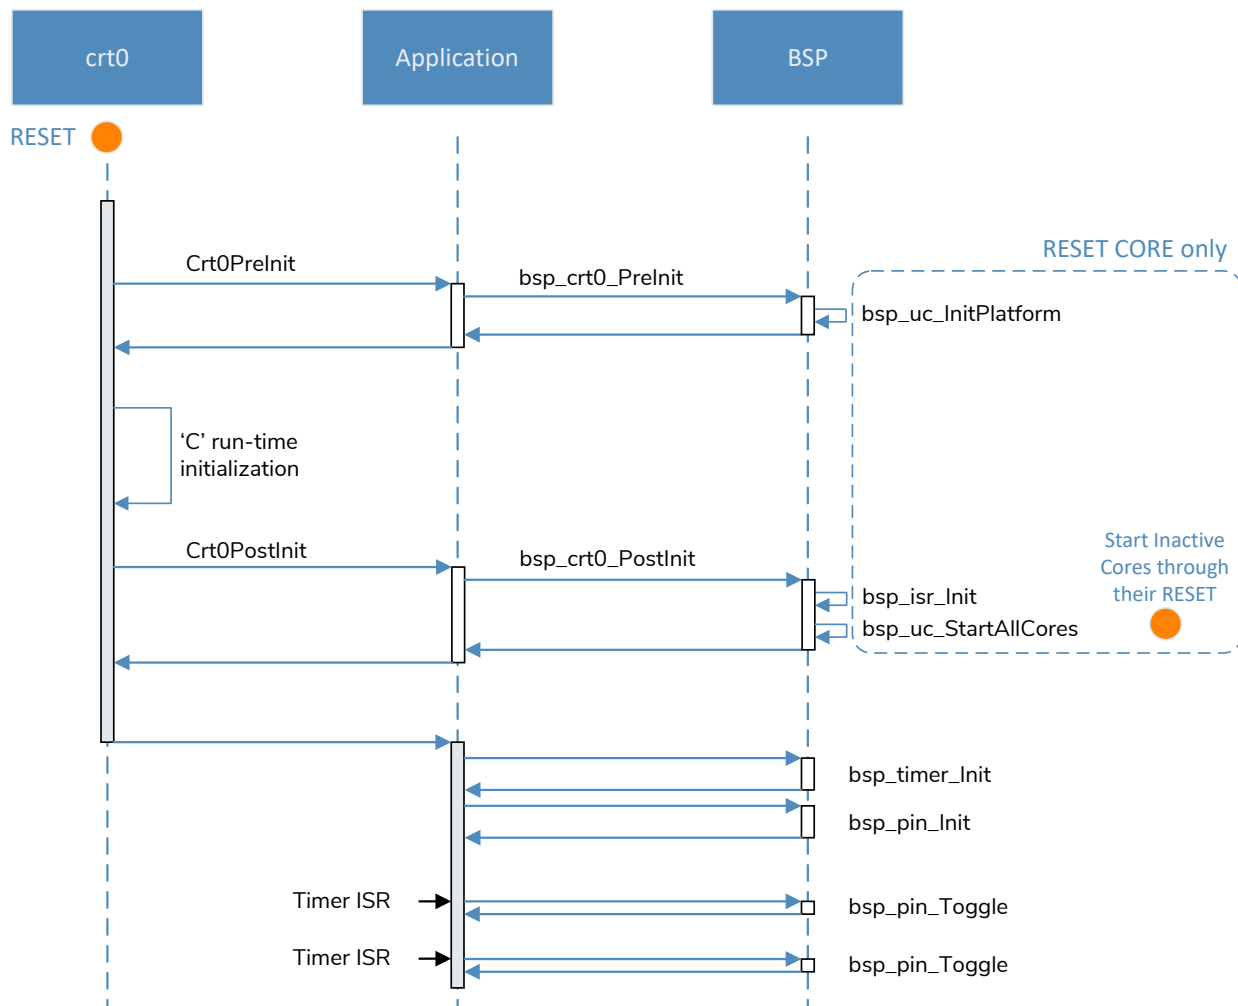 crt0
Application
BSP
RESET
RESET CORE only
Crt0PreInit
bsp_crt0_PreInit
bsp_uc_InitPlatform
‘C’ run-time
initialization
Crt0PostInit
bsp_crt0_PostInit
Start Inactive
Cores through
their RESET
bsp_isr_Init
bsp_uc_StartAllCores
bsp_timer_Init
bsp_pin_Init
Timer ISR
bsp_pin_Toggle
Timer ISR
bsp_pin_Toggle